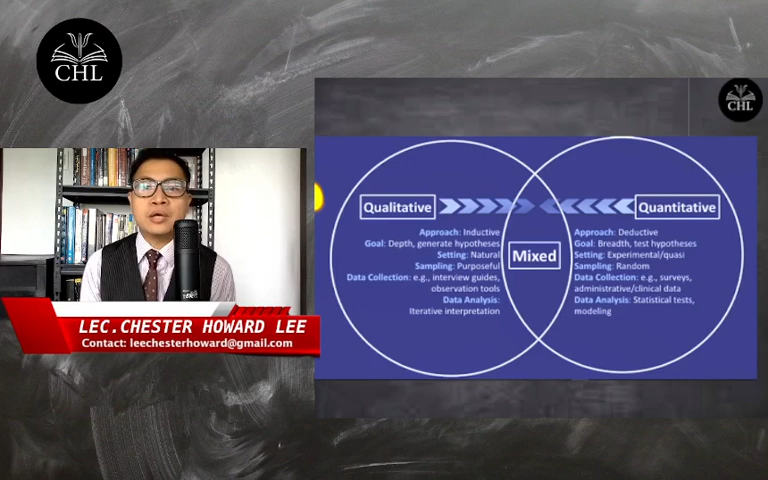 CHL
LEC.CHESTER HOWARD LEE
Contact: leechesterhoward@gmail.com
CHL
Qualitative
Approach: Inductive
Goal: Depth, generate hypotheses
Setting: Natural
Sampling: Purposeful
Data Collection: e.g., interview guides,
observation tools
Data Analysis:
Iterative interpretation
Mixed
Quantitative
Approach: Deductive
Goal: Breadth, test hypotheses
Setting: Experimental/quasi
Sampling: Random
Data Collection: e.g., surveys,
administrative/clinical data
Data Analysis: Statistical tests,
modeling